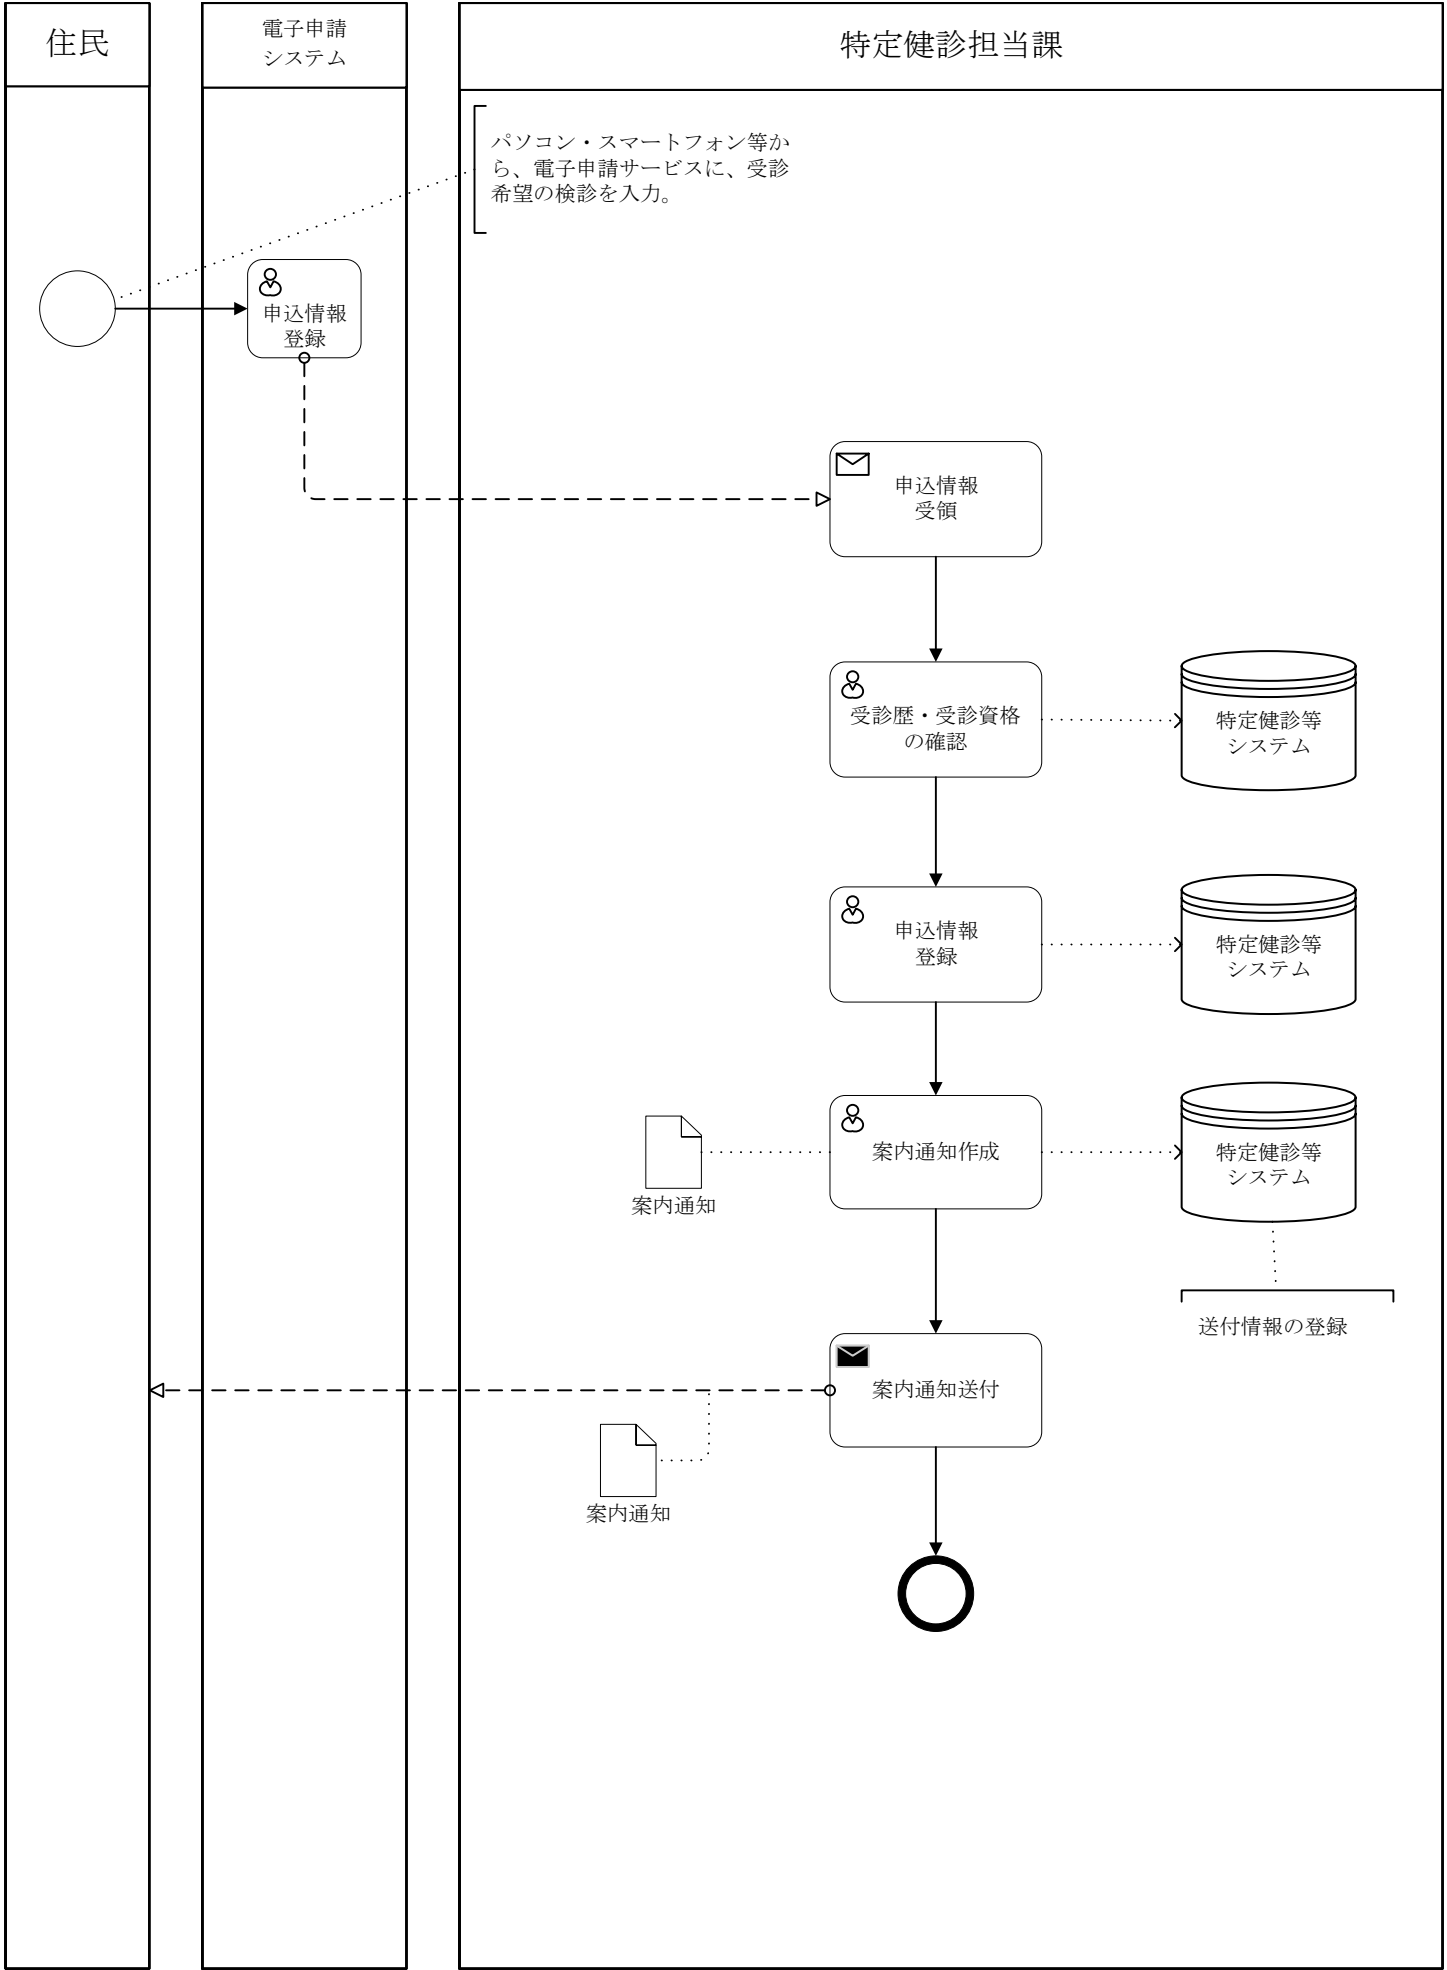 住民
電子申請
システム
特定健診担当課
パソコン・スマートフォン等か
ら、電子申請サービスに、受診
希望の検診を入力。
申込情報
登録
申込情報
受領
受診歴・受診資格
の確認
特定健診等
システム
申込情報
登録
特定健診等
システム
案内通知
案内通知作成
特定健診等
システム
送付情報の登録
案内通知送付
案内通知